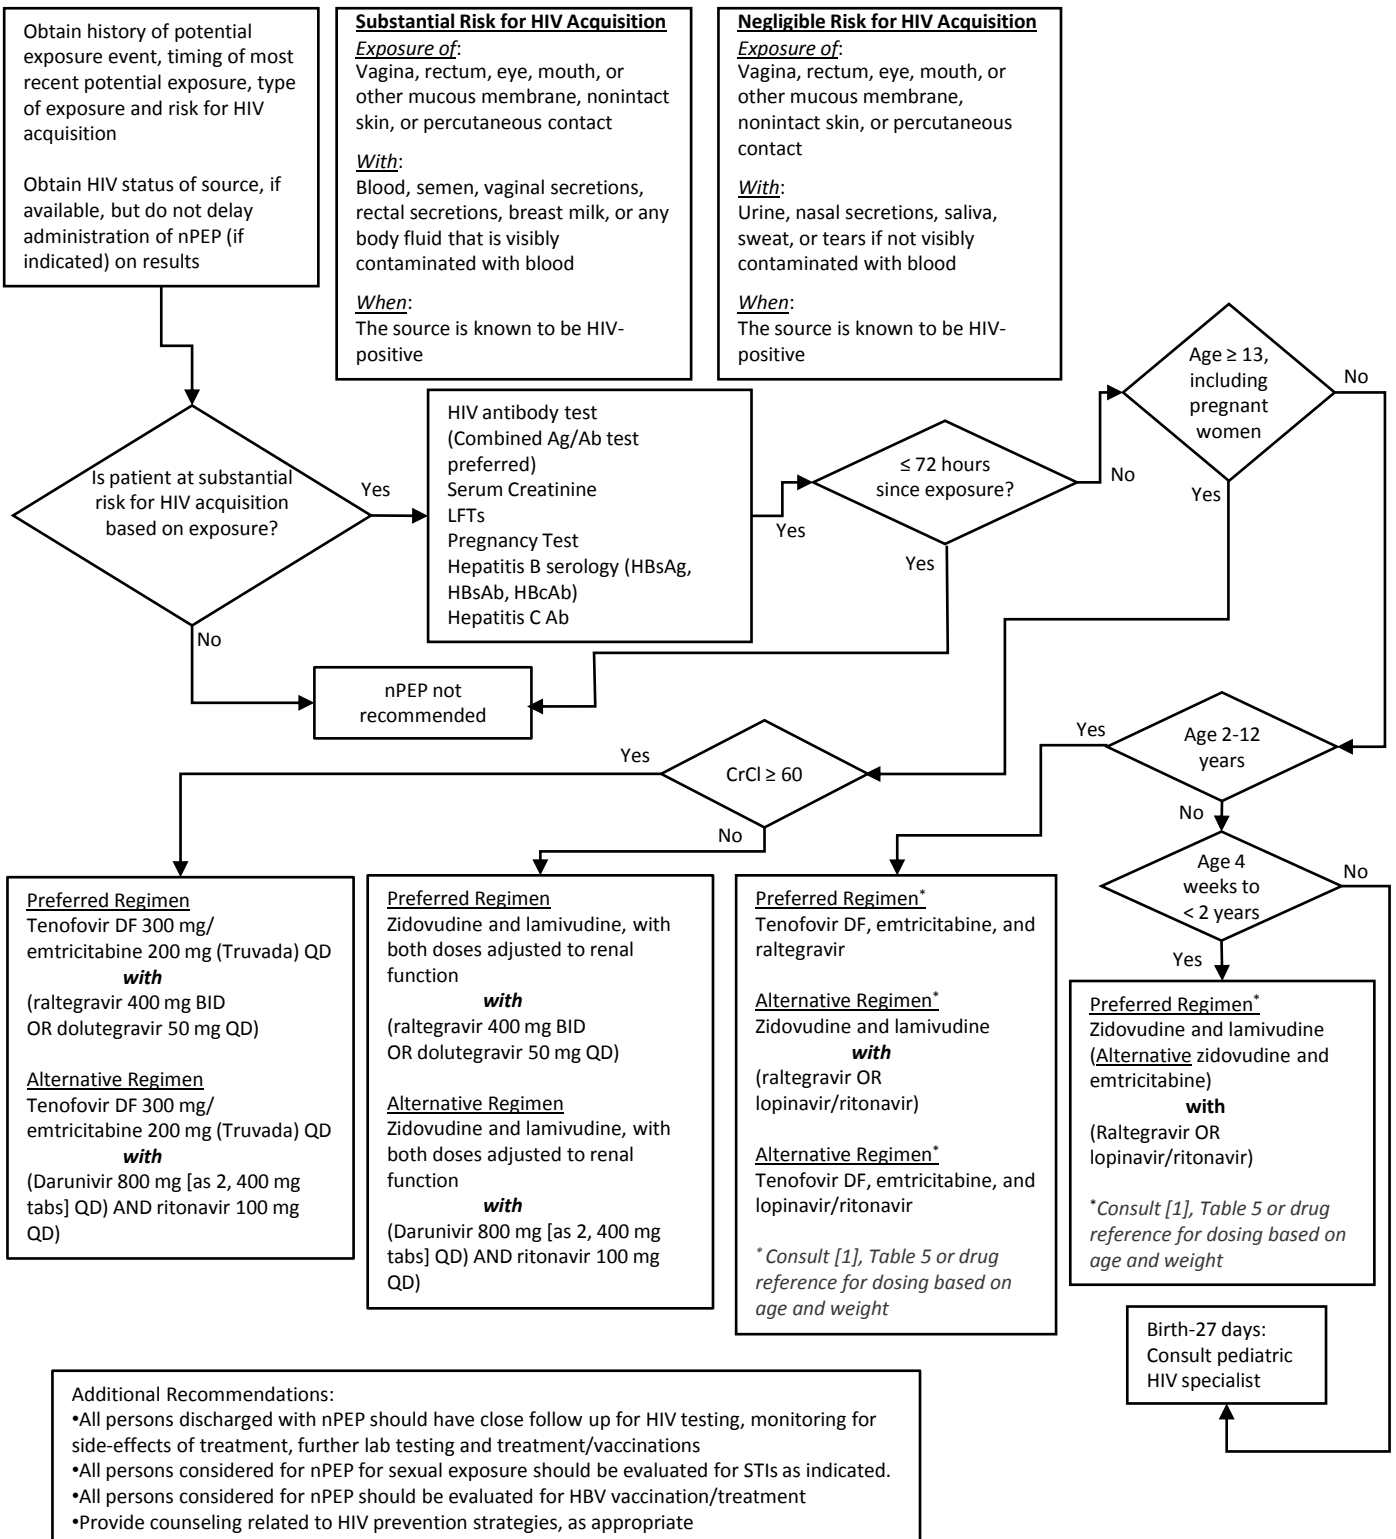 Obtain history of potential
exposure event, timing of most
recent potential exposure, type
of exposure and risk for HIV
acquisition
Obtain HIV status of source, if
available, but do not delay
administration of nPEP (if
indicated) on results
Substantial Risk for HIV Acquisition
Exposure of:
Vagina, rectum, eye, mouth, or
other mucous membrane, nonintact
skin, or percutaneous contact
With:
Blood, semen, vaginal secretions,
rectal secretions, breast milk, or any
body fluid that is visibly
contaminated with blood
When:
The source is known to be HIV-
positive
Negligible Risk for HIV Acquisition
Exposure of:
Vagina, rectum, eye, mouth, or
other mucous membrane,
nonintact skin, or percutaneous
contact
With:
Urine, nasal secretions, saliva,
sweat, or tears if not visibly
contaminated with blood
When:
The source is known to be HIV-
positive
Is patient at substantial
risk for HIV acquisition
based on exposure?
Yes
No
HIV antibody test
(Combined Ag/Ab test
preferred)
Serum Creatinine
LFTs
Pregnancy Test
Hepatitis B serology (HBsAg,
HBsAb, HBcAb)
Hepatitis C Ab
Yes
≤ 72 hours
since exposure?
No
Yes
Age ≥ 13,
including
pregnant
women
No
Yes
nPEP not
recommended
CrCl ≥ 60
Yes
No
Age 2-12
years
Yes
No
Age 4
weeks to
< 2 years
No
Yes
Preferred Regimen
Tenofovir DF 300 mg/
emtricitabine 200 mg (Truvada) QD
with
(raltegravir 400 mg BID
OR dolutegravir 50 mg QD)
Alternative Regimen
Tenofovir DF 300 mg/
emtricitabine 200 mg (Truvada) QD
with
(Darunivir 800 mg [as 2, 400 mg
tabs] QD) AND ritonavir 100 mg
QD)
Preferred Regimen
Zidovudine and lamivudine, with
both doses adjusted to renal
function
with
(raltegravir 400 mg BID
OR dolutegravir 50 mg QD)
Alternative Regimen
Zidovudine and lamivudine, with
both doses adjusted to renal
function
with
(Darunivir 800 mg [as 2, 400 mg
tabs] QD) AND ritonavir 100 mg
QD)
Preferred Regimen*
Tenofovir DF, emtricitabine, and
raltegravir
Alternative Regimen*
Zidovudine and lamivudine
with
(raltegravir OR
lopinavir/ritonavir)
Alternative Regimen*
Tenofovir DF, emtricitabine, and
lopinavir/ritonavir
* Consult [1], Table 5 or drug
reference for dosing based on
age and weight
Preferred Regimen*
Zidovudine and lamivudine
(Alternative zidovudine and
emtricitabine)
with
(Raltegravir OR
lopinavir/ritonavir)
*Consult [1], Table 5 or drug
reference for dosing based on
age and weight
Birth-27 days:
Consult pediatric
HIV specialist
Additional Recommendations:
•All persons discharged with nPEP should have close follow up for HIV testing, monitoring for
side-effects of treatment, further lab testing and treatment/vaccinations
•All persons considered for nPEP for sexual exposure should be evaluated for STIs as indicated.
•All persons considered for nPEP should be evaluated for HBV vaccination/treatment
•Provide counseling related to HIV prevention strategies, as appropriate